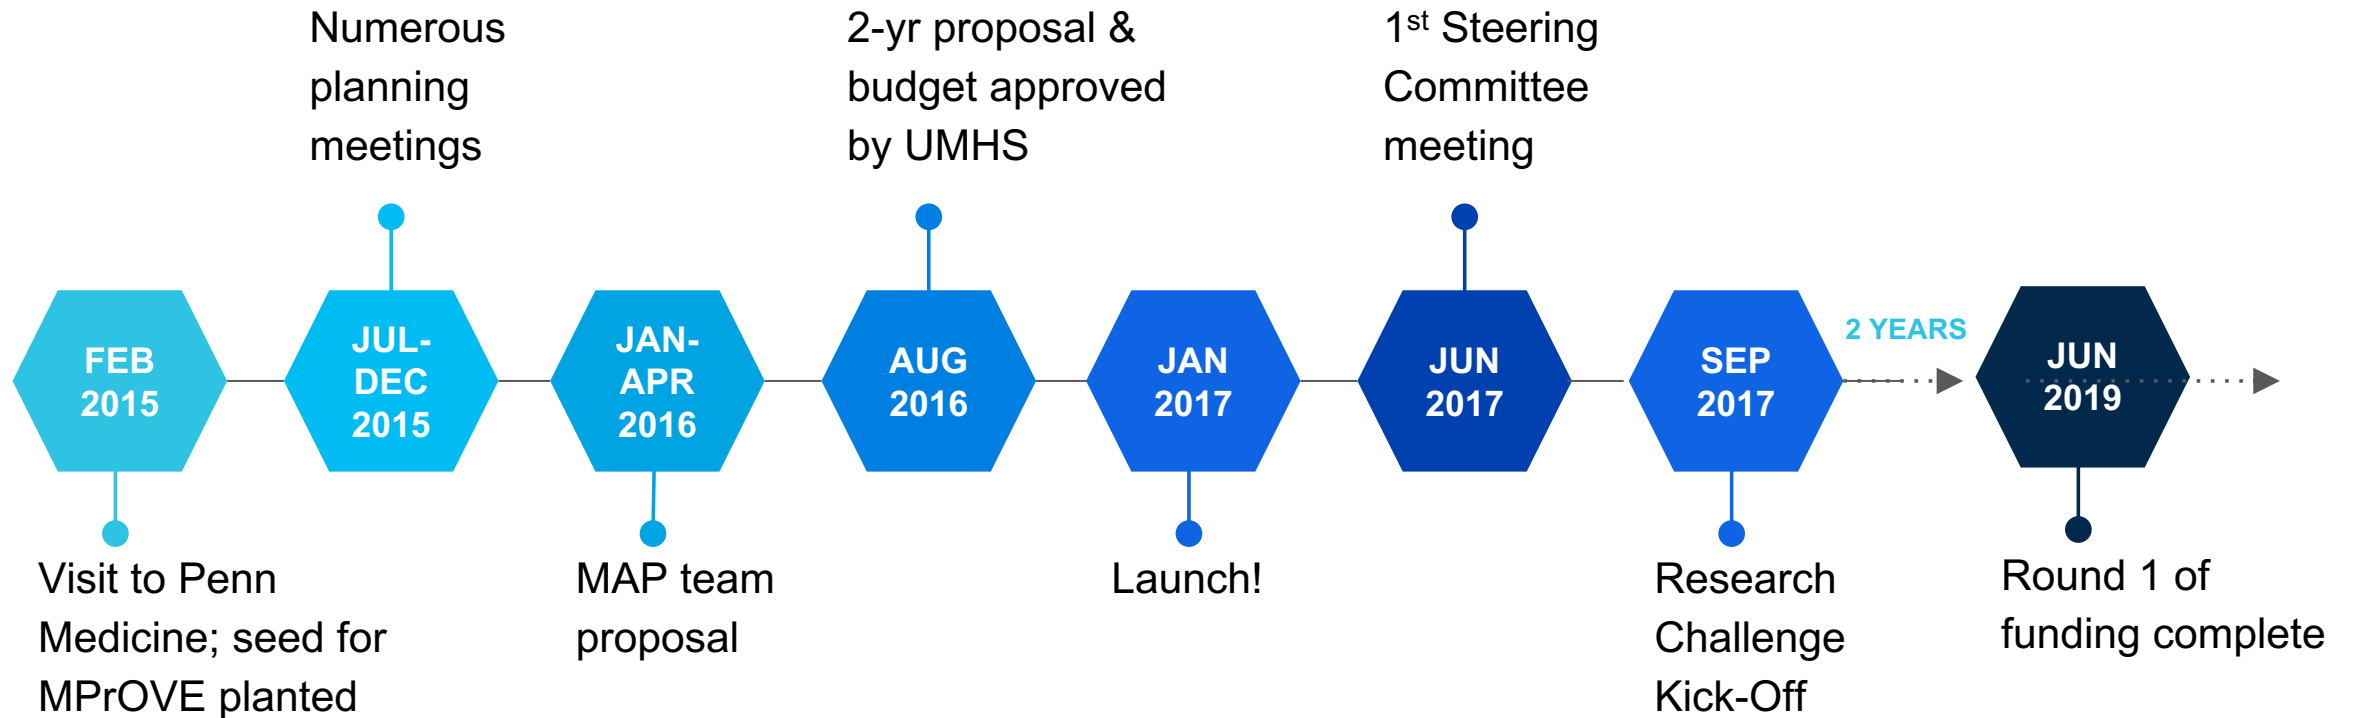 Numerous
planning
meetings
2-yr proposal &
budget approved
by UMHS
1st Steering
Committee
meeting
FEB
2015
JUL-
DEC
2015
JAN-
APR
2016
AUG
2016
JAN
2017
JUN
2017
SEP
2017
2 YEARS
JUN
2019
Visit to Penn
Medicine; seed for
MPrOVE planted
MAP team
proposal
Launch!
Research
Challenge
Kick-Off
Round 1 of
funding complete